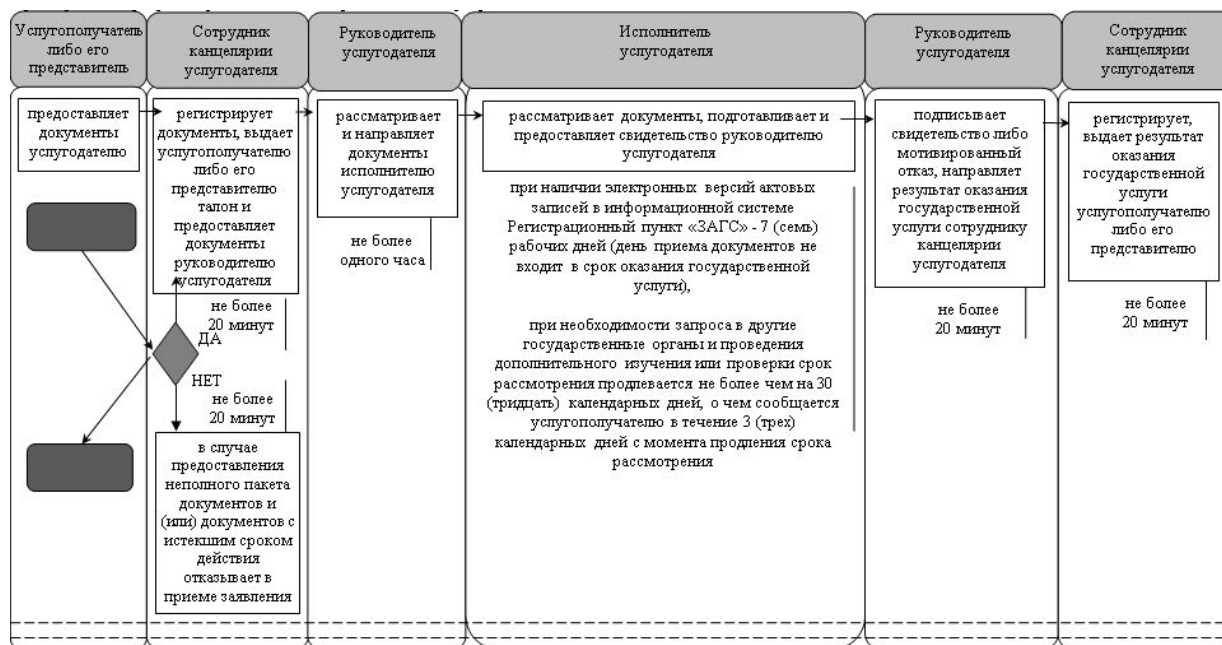 Услугополучатель
либо его
представитель
Сотрудник
канцелярии
услугодателя
Руководитель
услугодателя
Исполнитель
услугодателя
Руководитель
услугодателя
Сотрудник
канцелярии
услугодателя
предоставляет
документы
услугодателю
регистрирует
документы, выдает
услугополучателю
либо его
представителю
талон и
предоставляет
документы
руководителю
услугодателя
не более
20 минут
ДА
НЕТ
не более
20 минут
в случае
предоставления
неполного пакета
документов и
(или) документов с
истекшим сроком
действия
отказывает в
приеме заявления
рассматривает
и направляет
документы
исполнителю
услугодателя
не более
одного часа
рассматривает документы, подготавливает и
предоставляет свидетельство руководителю
услугодателя
при наличии электронных версий актовых
записей в информационной системе
Регистрационный пункт «ЗАГС» - 7 (семь)
рабочих дней (день приема документов не
входит в срок оказания государственной
услуги),
при необходимости запроса в другие
государственные органы и проведения
дополнительного изучения или проверки срок
рассмотрения продлевается не более чем на 30
(тридцать) календарных дней, о чем сообщается
услугополучателю в течение 3 (трех)
календарных дней с момента продления срока
рассмотрения
подписывает
свидетельство либо
мотивированный
отказ, направляет
результат оказания
государственной
услуги сотруднику
канцелярии
услугодателя
не более
20 минут
регистрирует,
выдает результат
оказания
государственной
услуги
услугополучателю
либо его
представителю
не более
20 минут